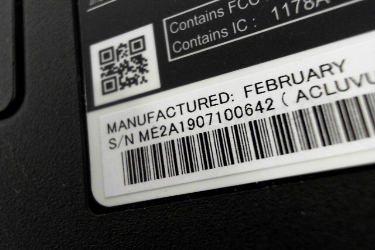 Contains FCC
Contains IC : 1178A
MANUFACTURED: FEBRUARY
S/N ME2A1907100642 ( ACLUVU